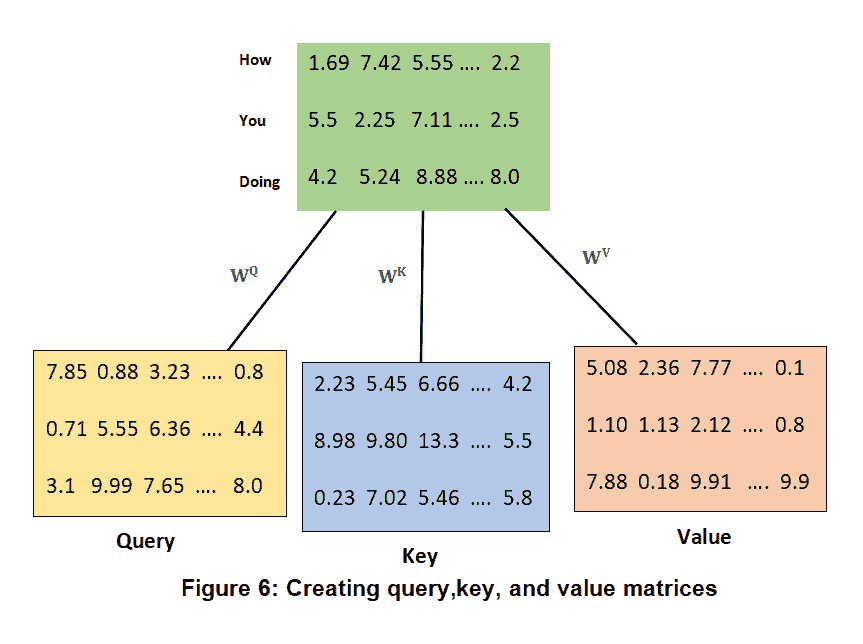 How 1.69 7.42 5.55 .... 2.2
You 5.5 2.25 7.11 .... 2.5
Doing 4.2 5.24 8.88 .... 8.0
W^Q
W^K
W^V
7.85 0.88 3.23 .... 0.8
0.71 5.55 6.36 .... 4.4
3.1 9.99 7.65 .... 8.0
Query
2.23 5.45 6.66 .... 4.2
8.98 9.80 13.3 .... 5.5
0.23 7.02 5.46 .... 5.8
Key
5.08 2.36 7.77 .... 0.1
1.10 1.13 2.12 .... 0.8
7.88 0.18 9.91 .... 9.9
Value
Figure 6: Creating query,key, and value matrices